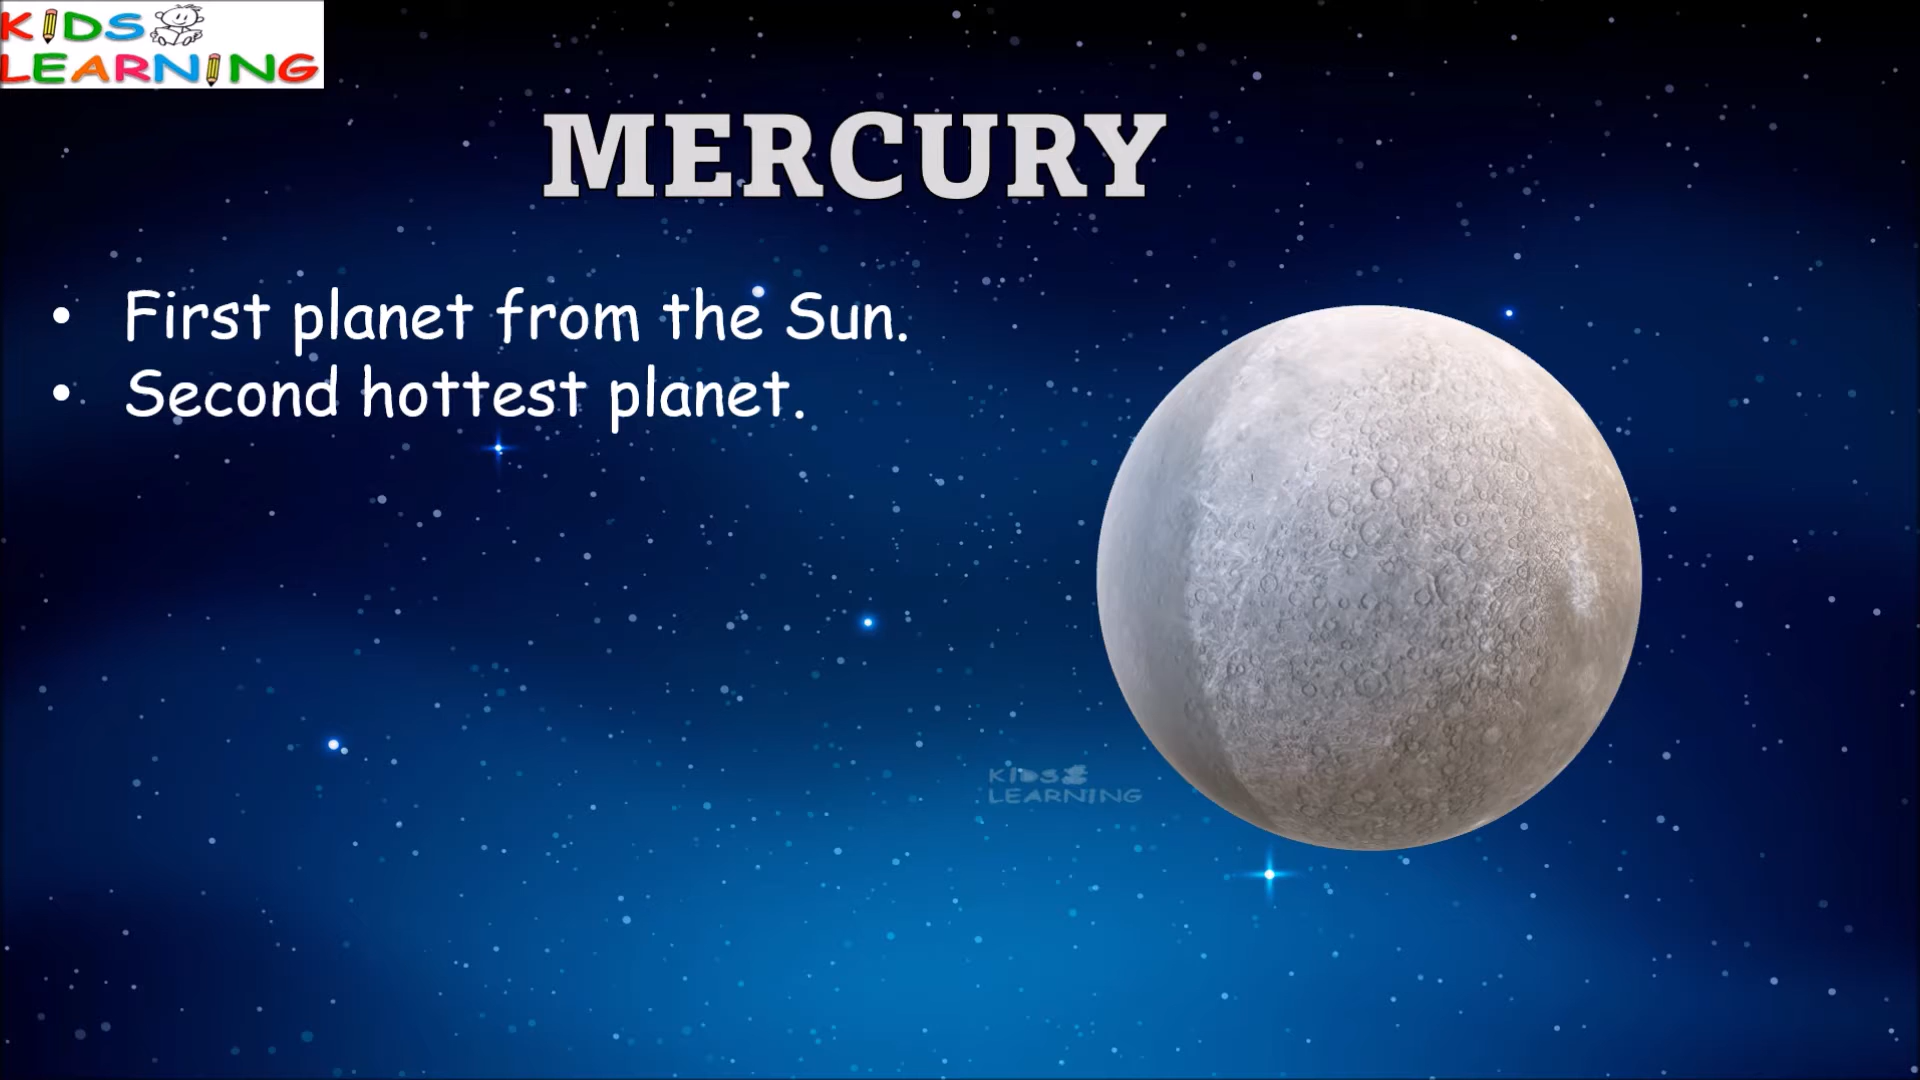 KIDS
LEARNING
MERCURY
• First planet from the Sun.
• Second hottest planet.
KIDS
LEARNING